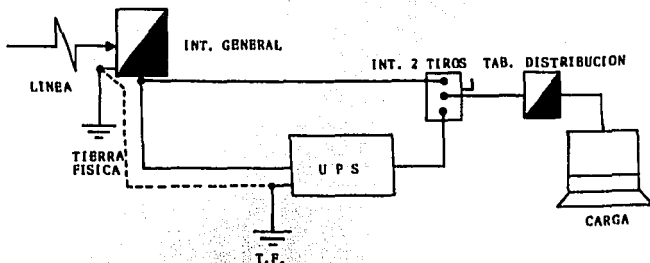 INT. GENERAL
INT. 2 TIROS
TAB. DISTRIBUCION
LINEA
TIERRA
FISICA
U P S
CARGA
T.F.